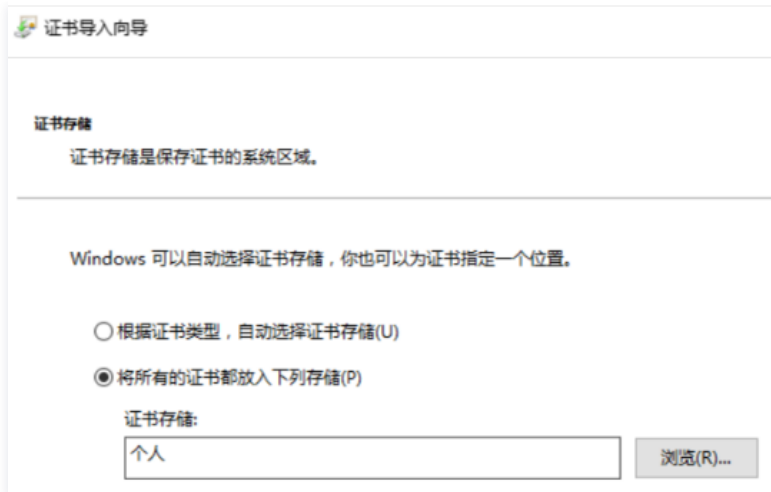 证书导入向导
证书存储
证书存储是保存证书的系统区域。
Windows 可以自动选择证书存储，你也可以为证书指定一个位置。
根据证书类型，自动选择证书存储(U)
将所有的证书都放入下列存储(P)
证书存储:
个人
浏览(R)...